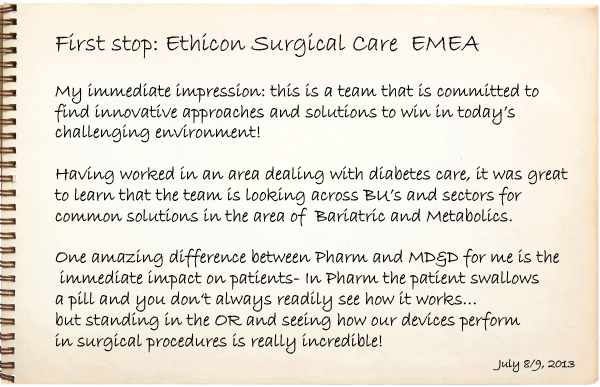 First stop: Ethicon Surgical Care EMEA
My immediate impression: this is a team that is committed to
find innovative approaches and solutions to win in today's
challenging environment!
Having worked in an area dealing with diabetes care, it was great
to learn that the team is looking across BU's and sectors for
common solutions in the area of Bariatric and Metabolics.
One amazing difference between Pharm and MD&D for me is the
immediate impact on patients- In Pharm the patient swallows
a pill and you don't always readily see how it works...
but standing in the OR and seeing how our devices perform
in surgical procedures is really incredible!
July 8/9, 2013